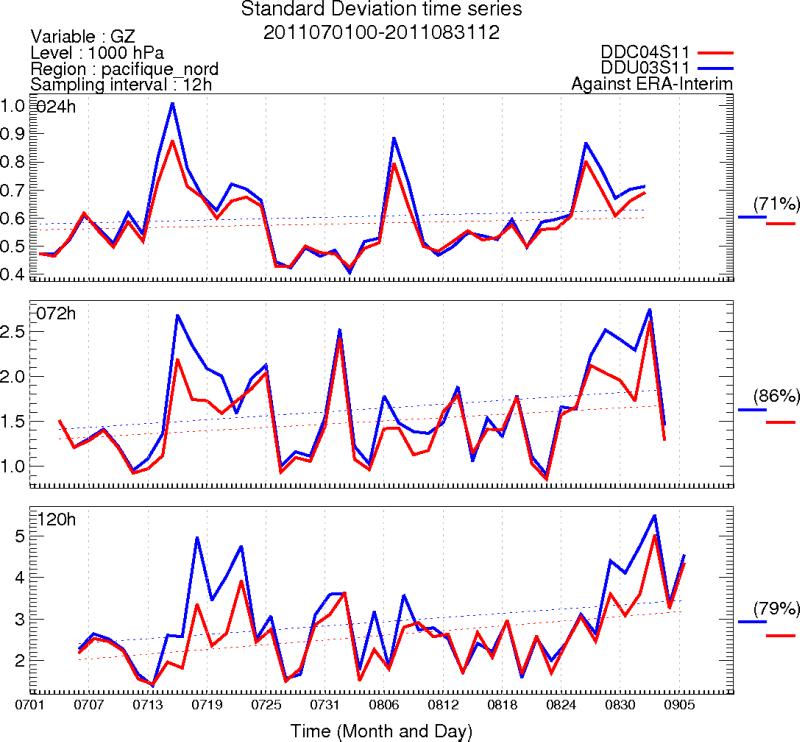 Standard Deviation time series
2011070100-2011083112
Variable : GZ
Level : 1000 hPa
Region : pacifique_nord
Sampling interval : 12h
DDC04S11
DDU03S11
Against ERA-Interim
024h
1.0
0.9
0.8
0.7
0.6
0.5
0.4
(71%)
072h
2.5
2.0
1.5
1.0
(86%)
120h
5
4
3
2
(79%)
0701 0707 0713 0719 0725 0731 0806 0812 0818 0824 0830 0905
Time (Month and Day)